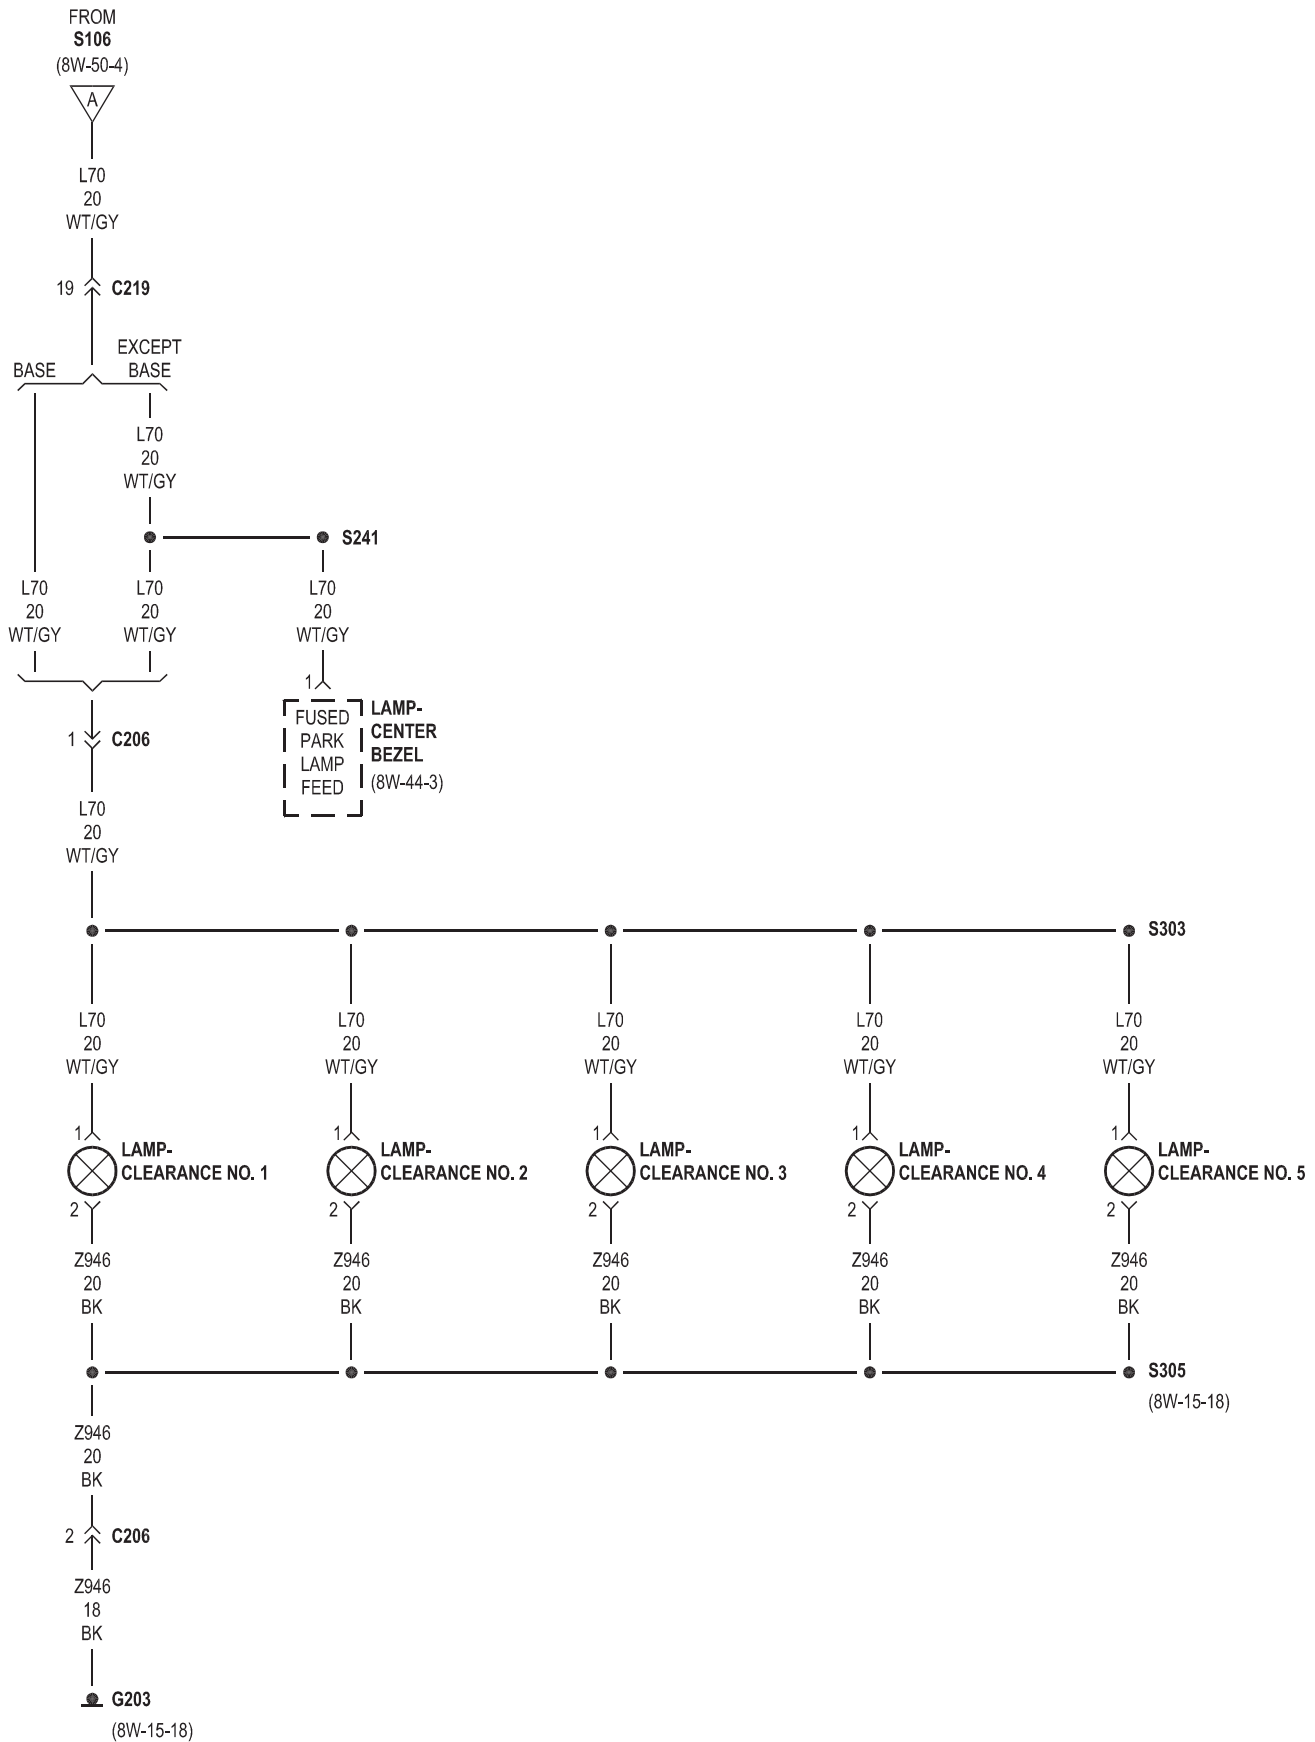 FROM
S106
(8W-50-4)
A
L70
20
WT/GY
19 C219
BASE
EXCEPT
BASE
L70
20
WT/GY
S241
L70 L70 L70
20 20 20
WT/GY WT/GY WT/GY
1
FUSED
PARK
LAMP
FEED
LAMP-
CENTER
BEZEL
(8W-44-3)
1 C206
L70
20
WT/GY
S303
L70 L70 L70 L70 L70
20 20 20 20 20
WT/GY WT/GY WT/GY WT/GY WT/GY
1 1 1 1 1
LAMP-
CLEARANCE NO. 1
LAMP-
CLEARANCE NO. 2
LAMP-
CLEARANCE NO. 3
LAMP-
CLEARANCE NO. 4
LAMP-
CLEARANCE NO. 5
2 2 2 2 2
Z946 Z946 Z946 Z946 Z946
20 20 20 20 20
BK BK BK BK BK
S305
(8W-15-18)
Z946
20
BK
2 C206
Z946
18
BK
G203
(8W-15-18)